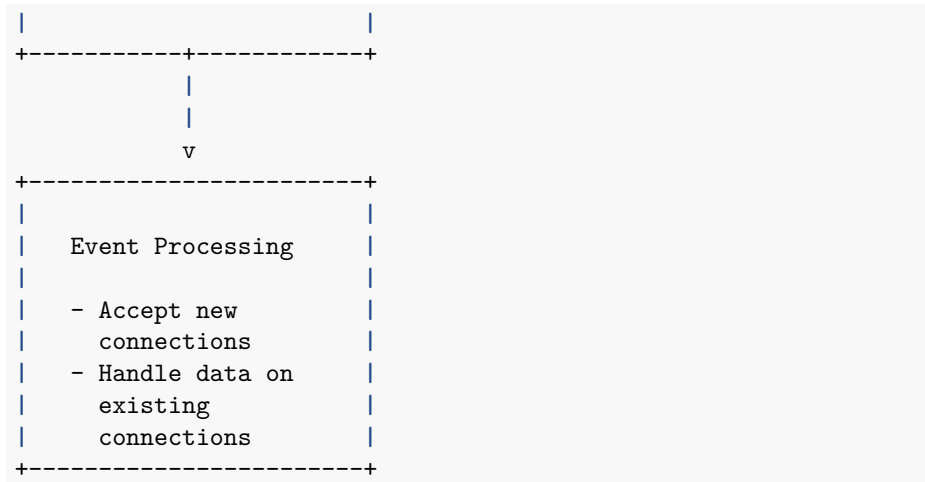 |                        |
+-----------+------------+
            |
            |
            v
+------------------------+
|                        |
|   Event Processing     |
|                        |
|   - Accept new         |
|     connections        |
|   - Handle data on     |
|     existing           |
|     connections        |
+------------------------+